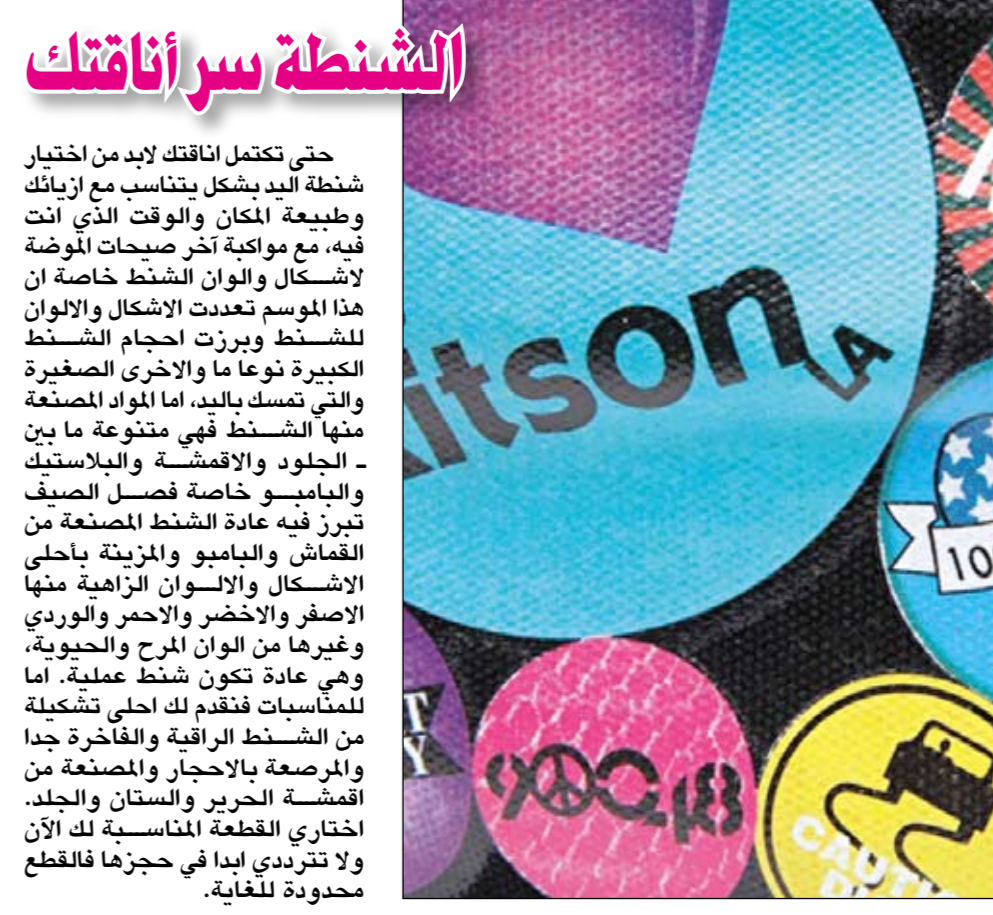 الشنطة سر أناقتك
حتى تكتمل اناقتك لابد من اختيار
شنطة اليد بشكل يتناسب مع ازيائك
وطبيعة المكان والوقت الذي انت
فيه، مع مواكبة آخر صيحات الموضة
لاشكال والوان الشنط خاصة ان
هذا الموسم تعددت الاشكال والالوان
للشنط وبرزت احجام الشنط
الكبيرة نوعا ما والاخرى الصغيرة
والتي تمسك باليد، اما المواد المصنعة
منها الشنط فهي متنوعة ما بين
ـ الجلود والاقمشة والبلاستيك
والبامبو خاصة فصل الصيف
تبرز فيه عادة الشنط المصنعة من
القماش والبامبو والمزينة بأحلى
الاشكال والالوان الزاهية منها
الاصفر والاخضر والاحمر والوردي
وغيرها من الوان المرح والحيوية،
وهي عادة تكون شنط عملية. اما
للمناسبات فنقدم لك احلى تشكيلة
من الشنط الراقية والفاخرة جدا
والمرصعة بالاحجار والمصنعة من
اقمشة الحرير والستان والجلد.
اختاري القطعة المناسبة لك الآن
ولا تترددي ابدا في حجزها فالقطع
محدودة للغاية.
itson
LA
10